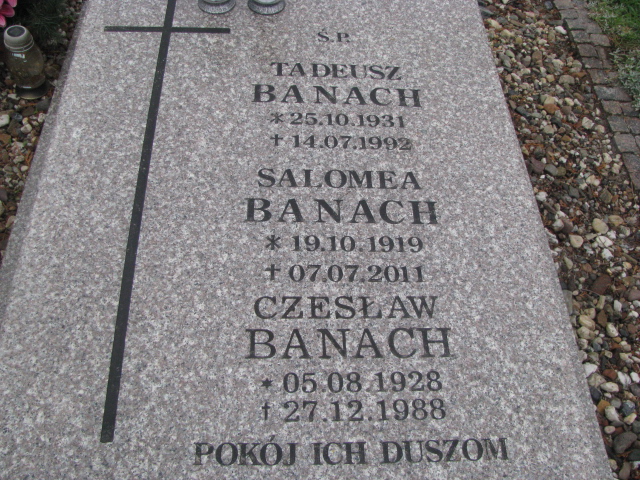 Ś.P.
TADEUSZ
BANACH
* 25.10.1931
† 14.07.1992
SALOMEA
BANACH
* 19.10.1919
† 07.07.2011
CZESŁAW
BANACH
* 05.08.1928
† 27.12.1988
POKÓJ ICH DUSZOM